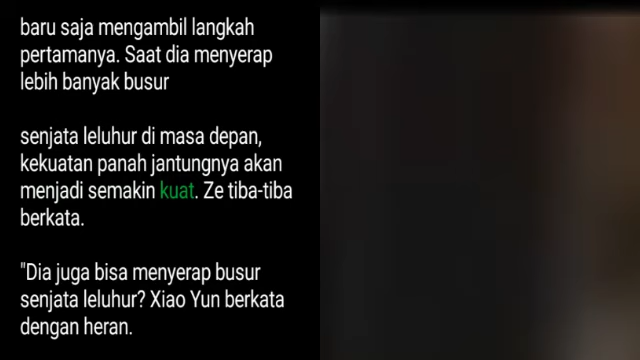 baru saja mengambil langkah
pertamanya. Saat dia menyerap
lebih banyak busur
senjata leluhur di masa depan,
kekuatan panah jantungnya akan
menjadi semakin kuat. Ze tiba-tiba
berkata.
"Dia juga bisa menyerap busur
senjata leluhur? Xiao Yun berkata
dengan heran.